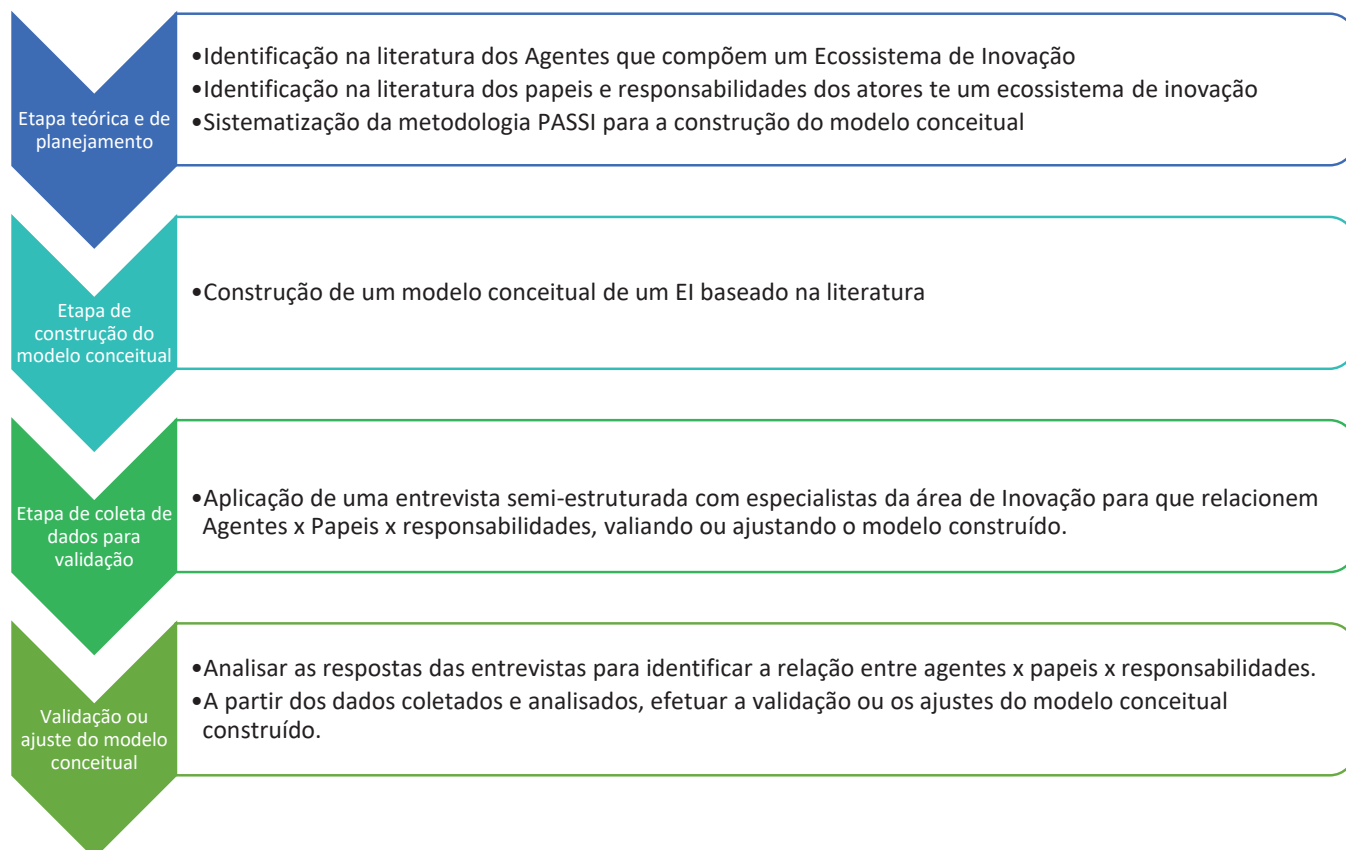 Etapa teórica e de
planejamento
•Identificação na literatura dos Agentes que compõem um Ecossistema de Inovação
•Identificação na literatura dos papeis e responsabilidades dos atores te um ecossistema de inovação
•Sistematização da metodologia PASSI para a construção do modelo conceitual
Etapa de
construção do
modelo conceitual
•Construção de um modelo conceitual de um EI baseado na literatura
Etapa de coleta de
dados para
validação
•Aplicação de uma entrevista semi-estruturada com especialistas da área de Inovação para que relacionem
Agentes x Papeis x responsabilidades, valiando ou ajustando o modelo construído.
Validação ou
ajuste do modelo
conceitual
•Analisar as respostas das entrevistas para identificar a relação entre agentes x papeis x responsabilidades.
•A partir dos dados coletados e analisados, efetuar a validação ou os ajustes do modelo conceitual
construído.